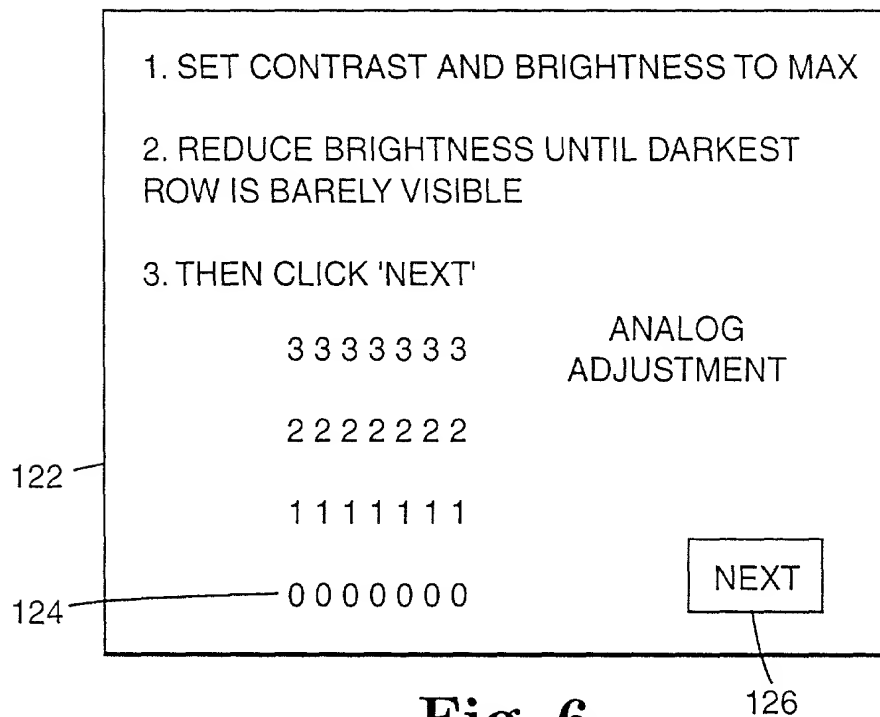 1. SET CONTRAST AND BRIGHTNESS TO MAX
2. REDUCE BRIGHTNESS UNTIL DARKEST
ROW IS BARELY VISIBLE
3. THEN CLICK 'NEXT'
3 3 3 3 3 3 3
ANALOG
ADJUSTMENT
2 2 2 2 2 2 2
122
1 1 1 1 1 1 1
124
0 0 0 0 0 0 0
NEXT
126
Fig. 6